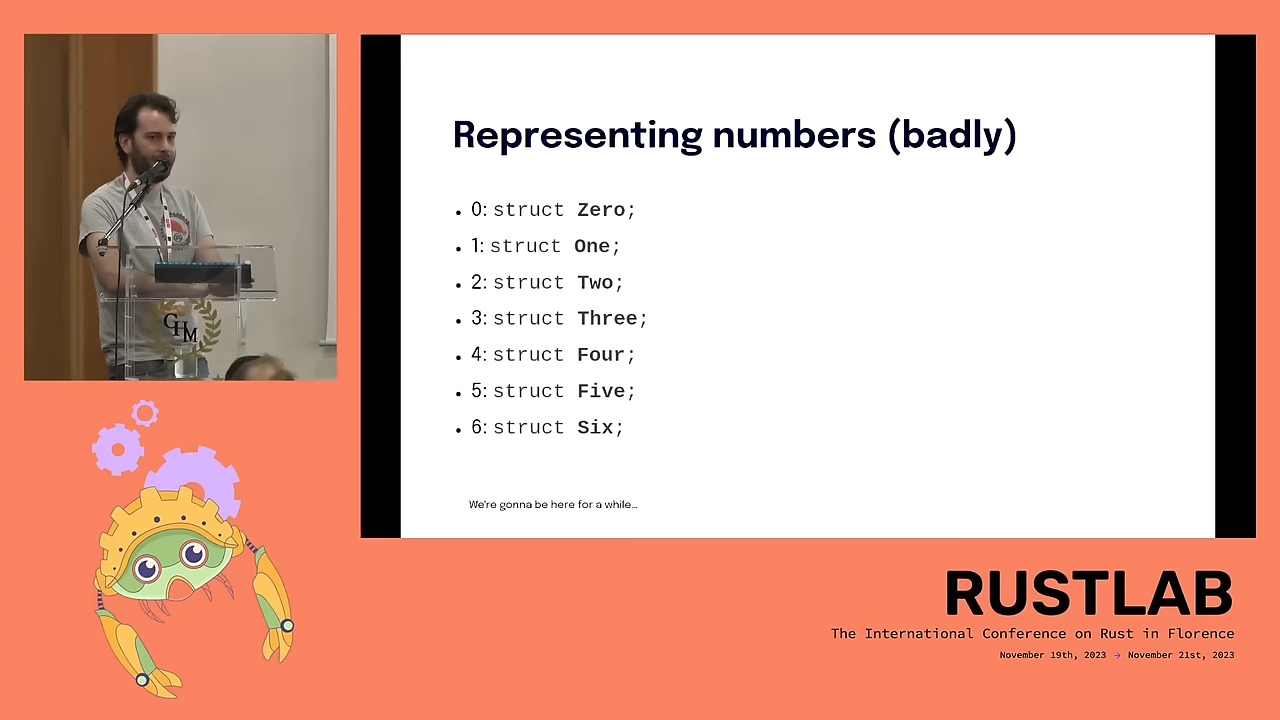 Representing numbers (badly)
• 0: struct Zero;
• 1: struct One;
• 2: struct Two;
• 3: struct Three;
• 4: struct Four;
• 5: struct Five;
• 6: struct Six;
We're gonna be here for a while...
GHM
RUSTLAB
The International Conference on Rust in Florence
November 19th, 2023 → November 21st, 2023